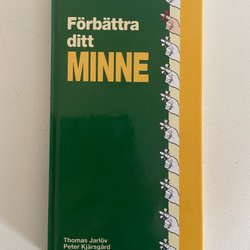 Förbättra
ditt
MINNE
Thomas Jarlöv
Peter Kjärsgård